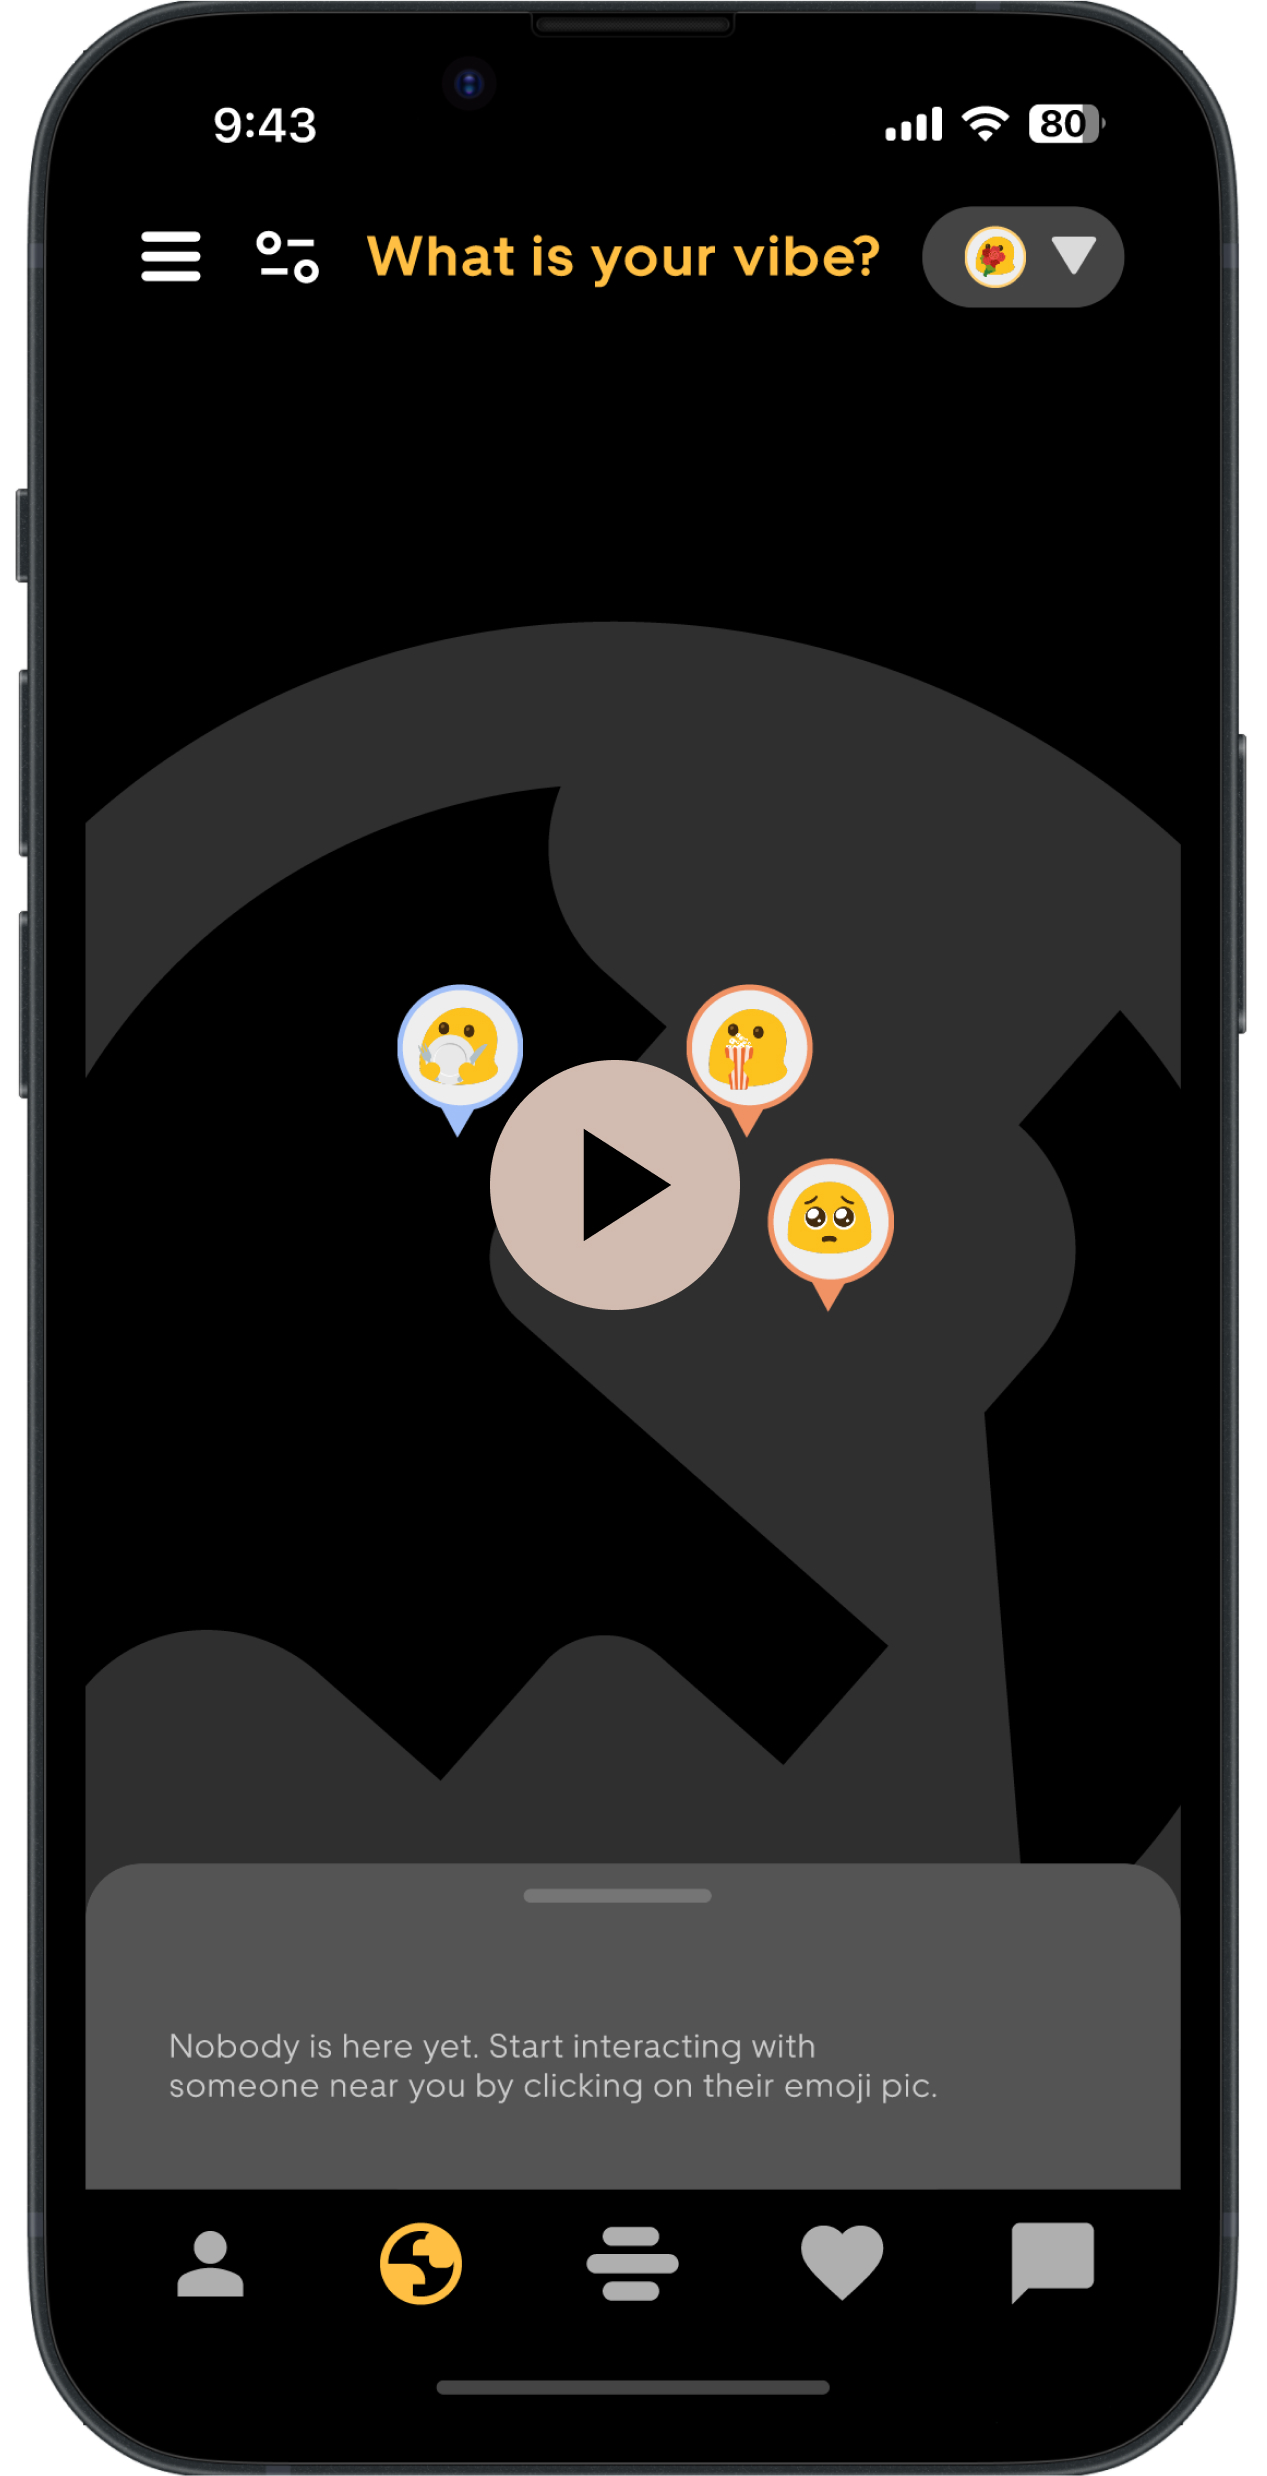 9:43
80
What is your vibe?
Nobody is here yet. Start interacting with
someone near you by clicking on their emoji pic.